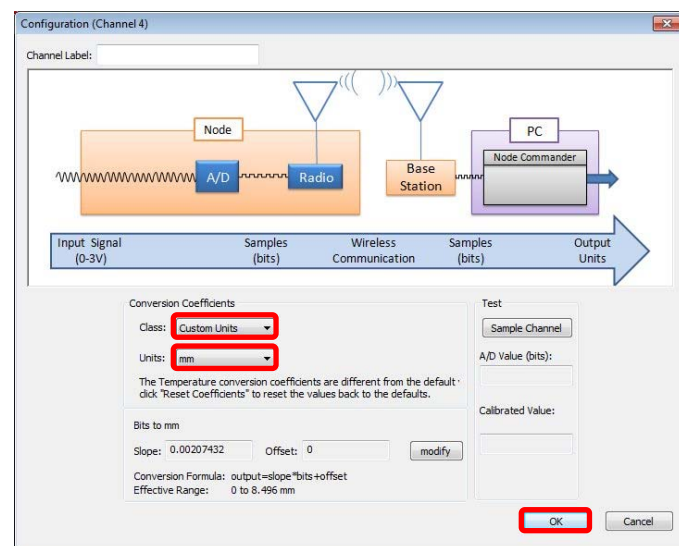 Configuration (Channel 4)
Channel Label:
Node
PC
Node Commander
A/D
Radio
Base
Station
Input Signal
(0-3V)
Samples
(bits)
Wireless
Communication
Samples
(bits)
Output
Units
Conversion Coefficients
Class: Custom Units
Units: mm
The Temperature conversion coefficients are different from the default
click "Reset Coefficients" to reset the values back to the defaults.
Bits to mm
Slope: 0.00207432 Offset: 0 modify
Conversion Formula: output=slope*bits+offset
Effective Range: 0 to 8.496 mm
Test
Sample Channel
A/D Value (bits):
Calibrated Value:
OK Cancel